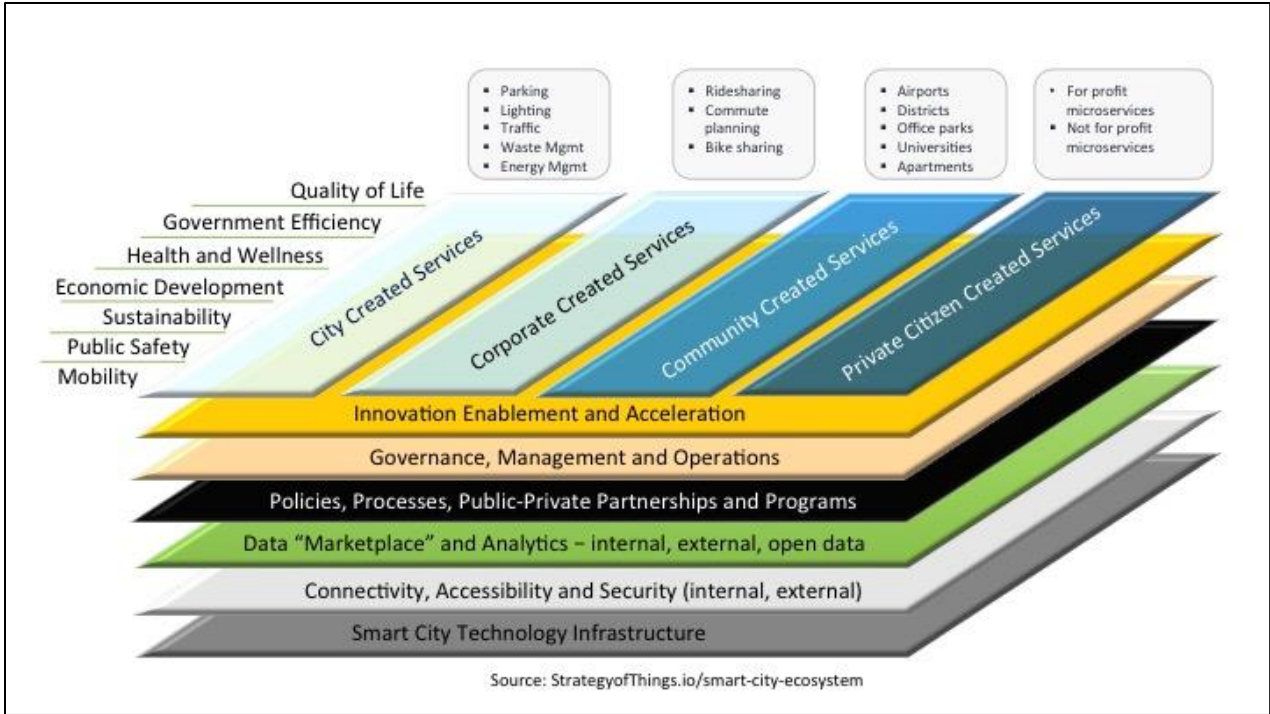 ▪ Parking
▪ Lighting
▪ Traffic
▪ Waste Mgmt
▪ Energy Mgmt
▪ Ridesharing
▪ Commute
planning
▪ Bike sharing
▪ Airports
▪ Districts
▪ Office parks
▪ Universities
▪ Apartments
• For profit
microservices
▪ Not for profit
microservices
Quality of Life
Government Efficiency
Health and Wellness
Economic Development
Sustainability
Public Safety
Mobility
City Created Services
Corporate Created Services
Community Created Services
Private Citizen Created Services
Innovation Enablement and Acceleration
Governance, Management and Operations
Policies, Processes, Public-Private Partnerships and Programs
Data “Marketplace” and Analytics – internal, external, open data
Connectivity, Accessibility and Security (internal, external)
Smart City Technology Infrastructure
Source: StrategyofThings.io/smart-city-ecosystem